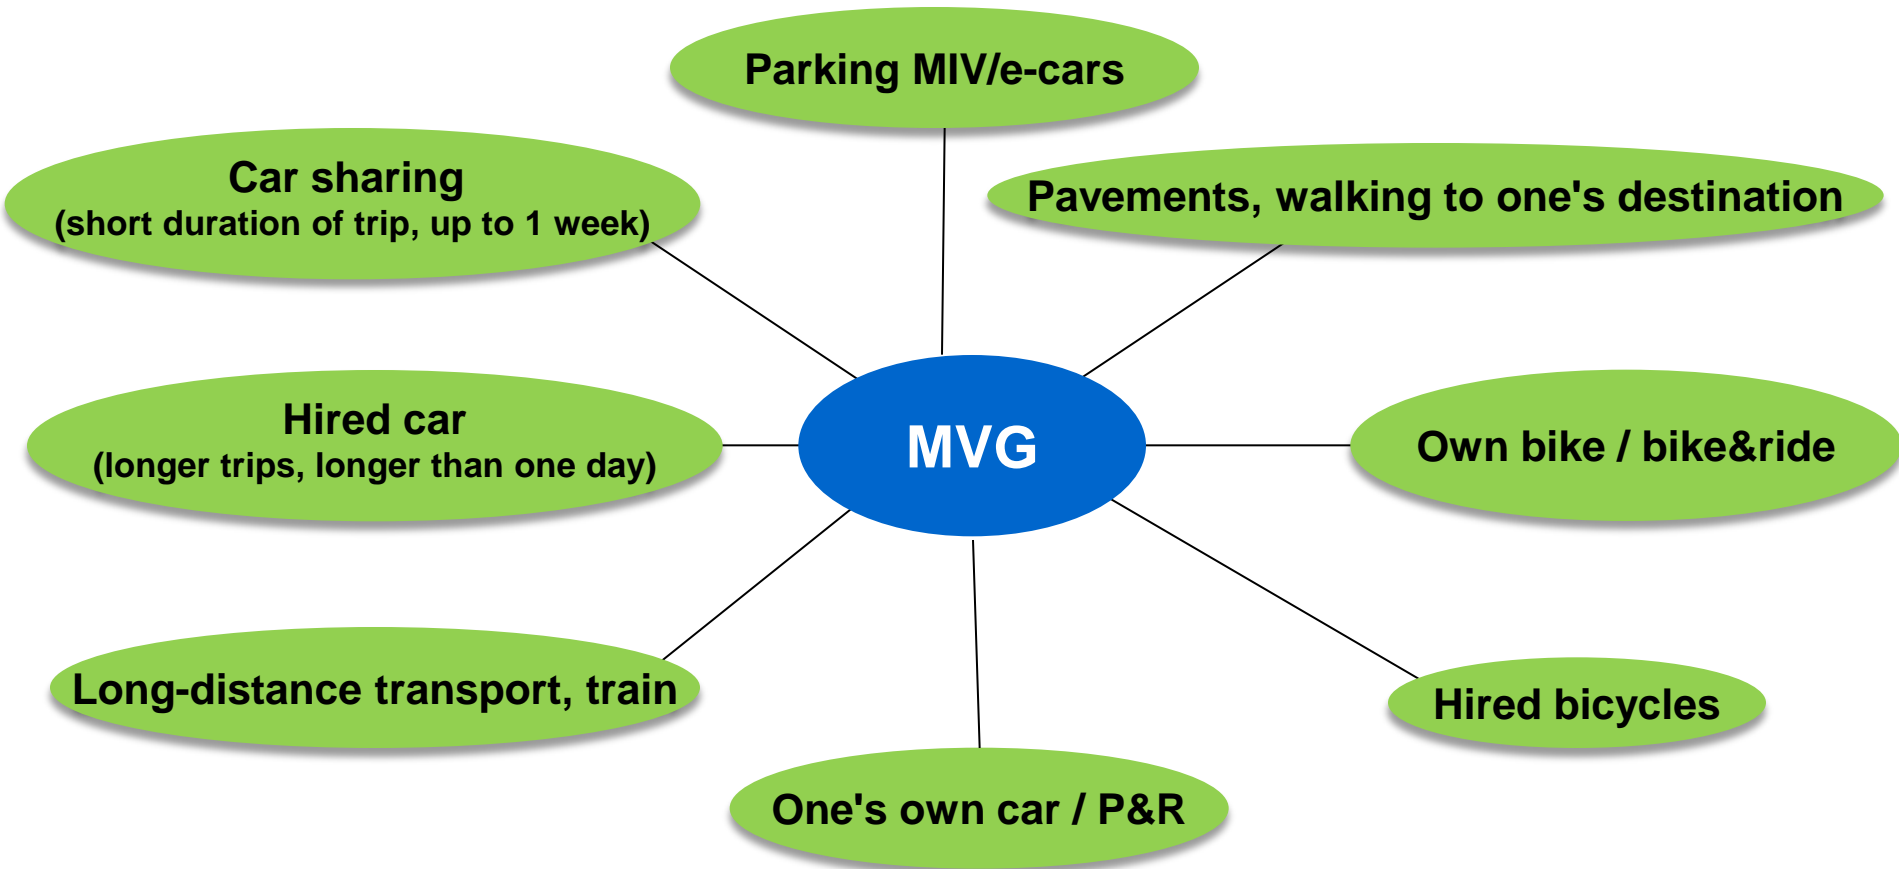 Parking MIV/e-cars
Car sharing
(short duration of trip, up to 1 week)
Pavements, walking to one's destination
Hired car
(longer trips, longer than one day)
MVG
Own bike / bike&ride
Long-distance transport, train
Hired bicycles
One's own car / P&R